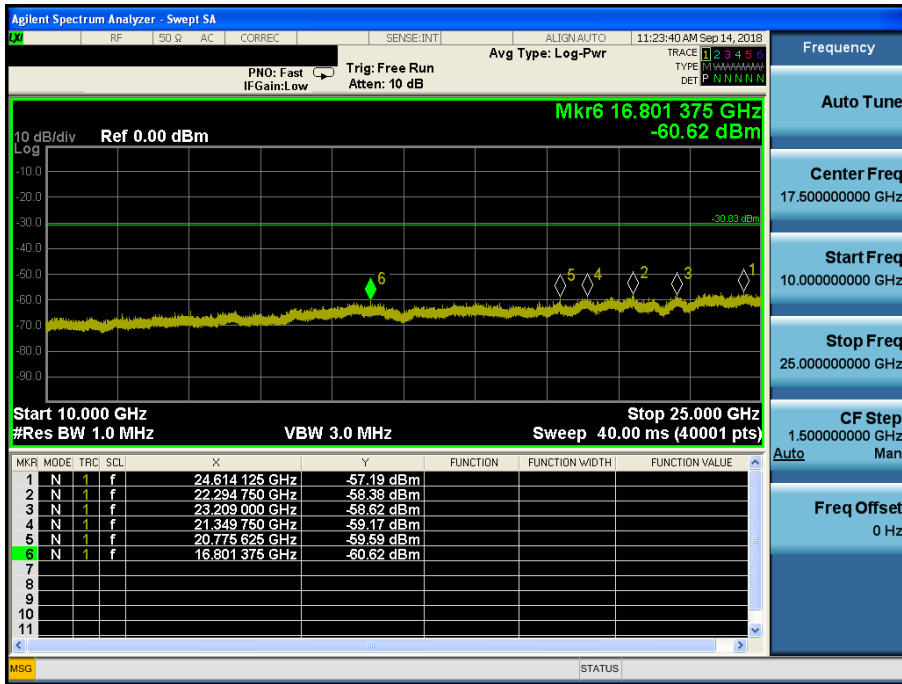 Agilent Spectrum Analyzer - Swept SA
LXI RF 50 Ω AC CORREC SENSE:INT ALIGN AUTO 11:23:40 AM Sep 14, 2018
Frequency
Avg Type: Log-Pwr TRACE 1 2 3 4 5 6
PNO: Fast Trig: Free Run TYPE M WWWWW
IFGain:Low Atten: 10 dB DET P N N N N N
Auto Tune
Mkr6 16.801 375 GHz
-60.62 dBm
10 dB/div Ref 0.00 dBm
Log
-10.0
-20.0
-30.0
-30.83 dBm
-40.0
-50.0
-60.0
-70.0
-80.0
-90.0
6 5 4 2 3 1
Center Freq
17.500000000 GHz
Start Freq
10.000000000 GHz
Stop Freq
25.000000000 GHz
Start 10.000 GHz Stop 25.000 GHz
#Res BW 1.0 MHz VBW 3.0 MHz Sweep 40.00 ms (40001 pts)
CF Step
1.500000000 GHz
Auto Man
MKR MODE TRC SCL X Y FUNCTION FUNCTION WIDTH FUNCTION VALUE
1 N 1 f 24.614 125 GHz -57.19 dBm
2 N 1 f 22.294 750 GHz -58.38 dBm
3 N 1 f 23.209 000 GHz -58.62 dBm
4 N 1 f 21.349 750 GHz -59.17 dBm
5 N 1 f 20.775 625 GHz -59.59 dBm
6 N 1 f 16.801 375 GHz -60.62 dBm
7
8
9
10
11
Freq Offset
0 Hz
MSG STATUS